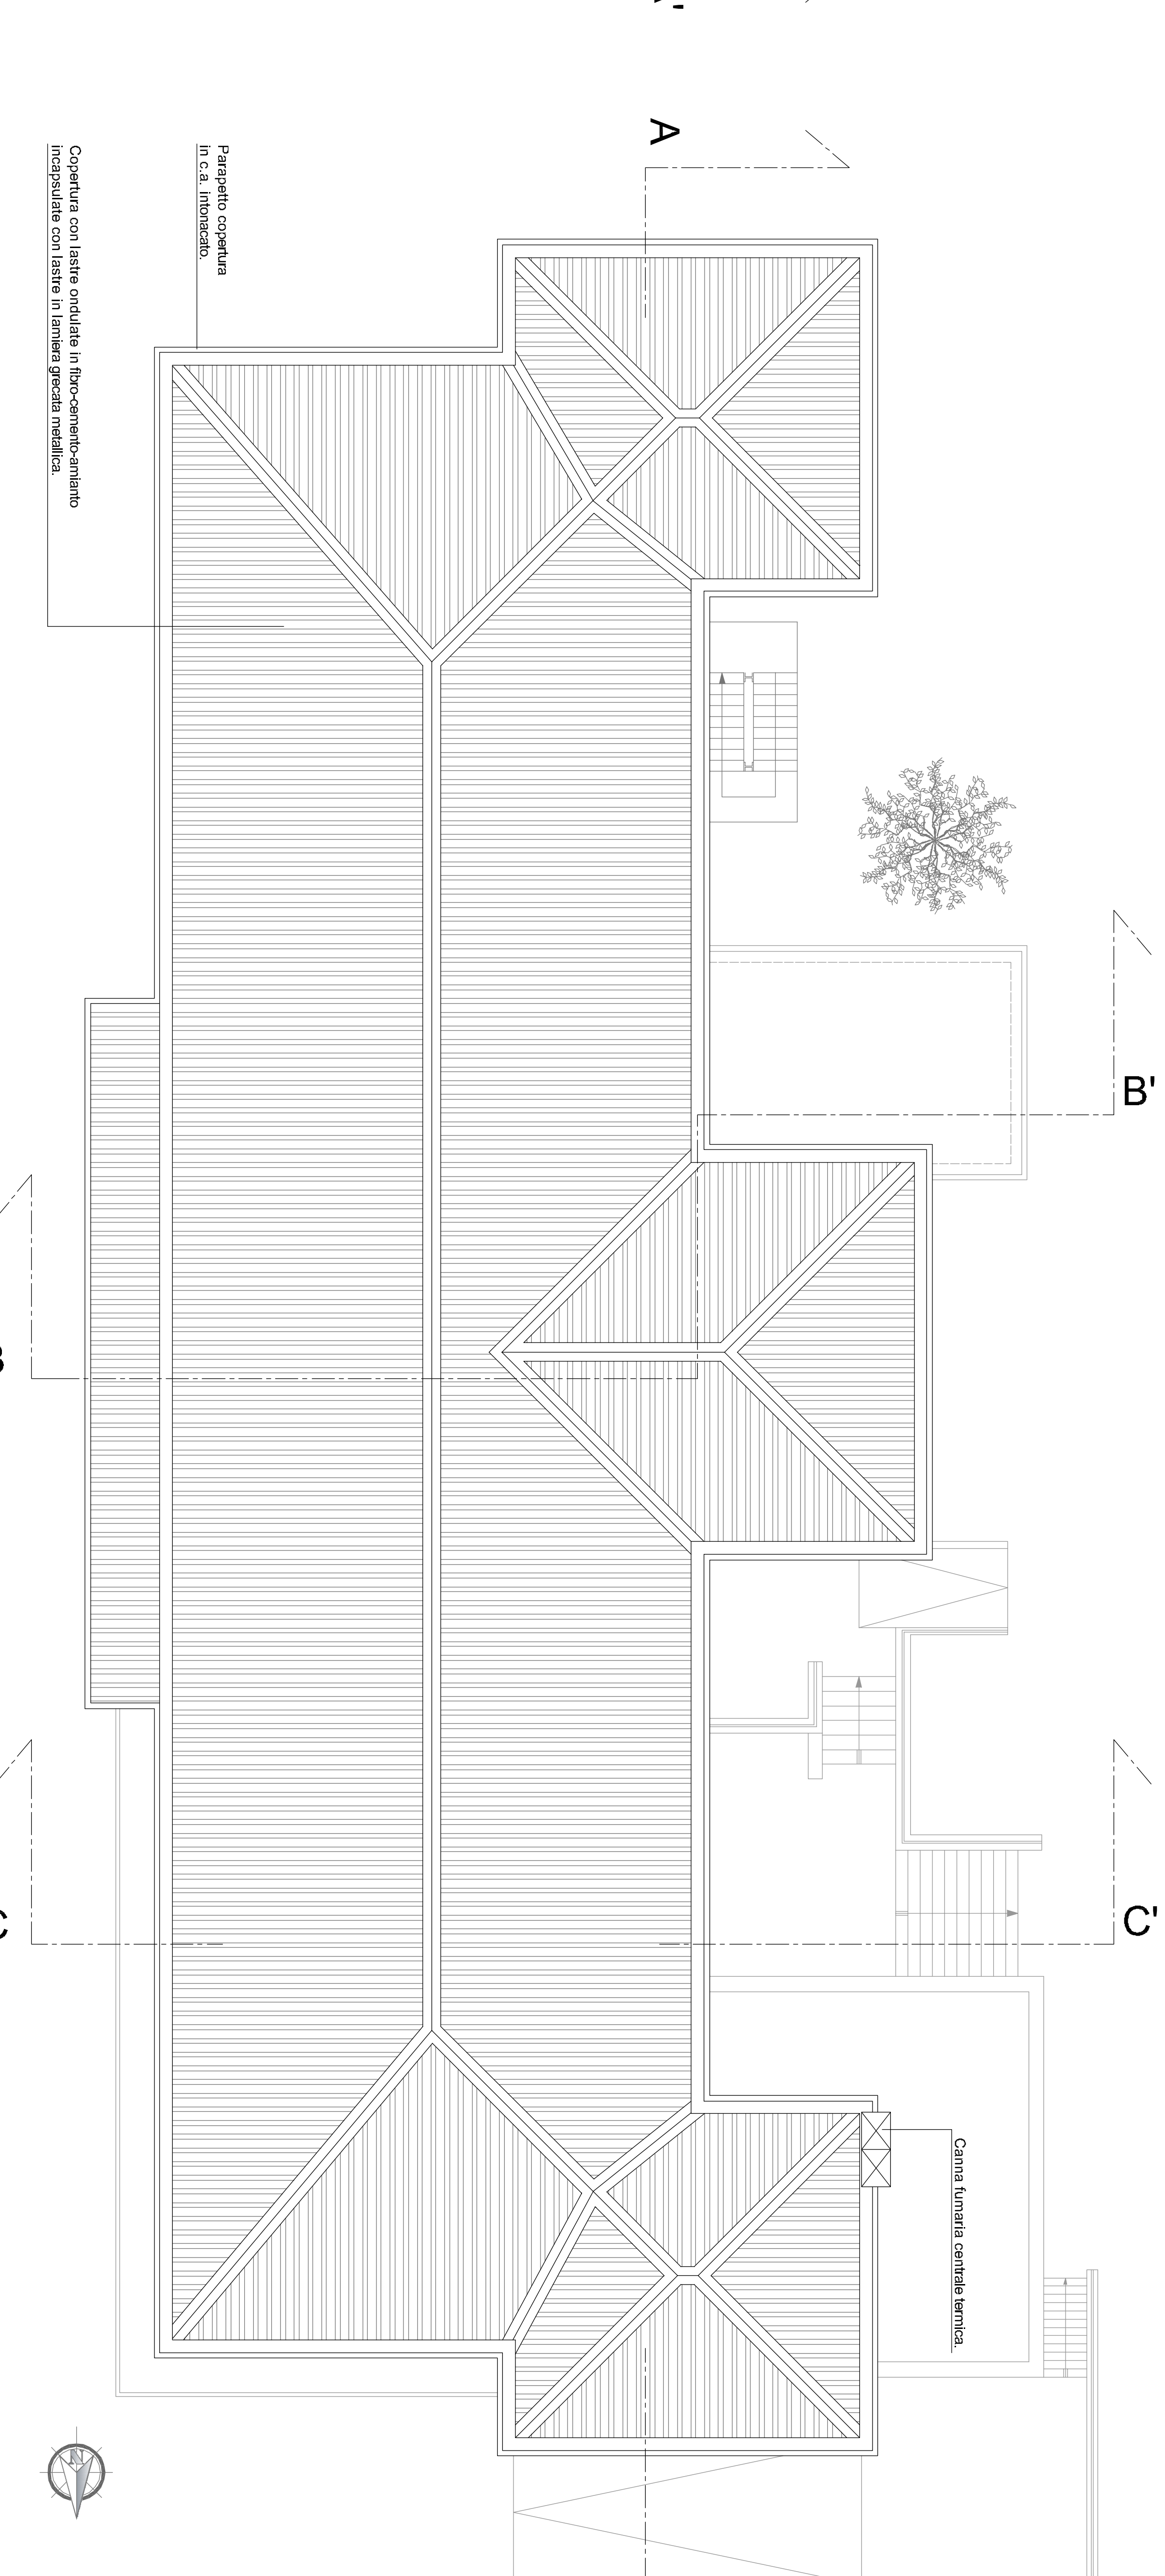 A
Parapetto copertura
in c.a. intonacato.
Copertura con lastre ondulate in fibro-cemento-amianto
incapsulate con lastre in lamiera grecata metallica.
B'
C'
Canna fumaria centrale termica.
N